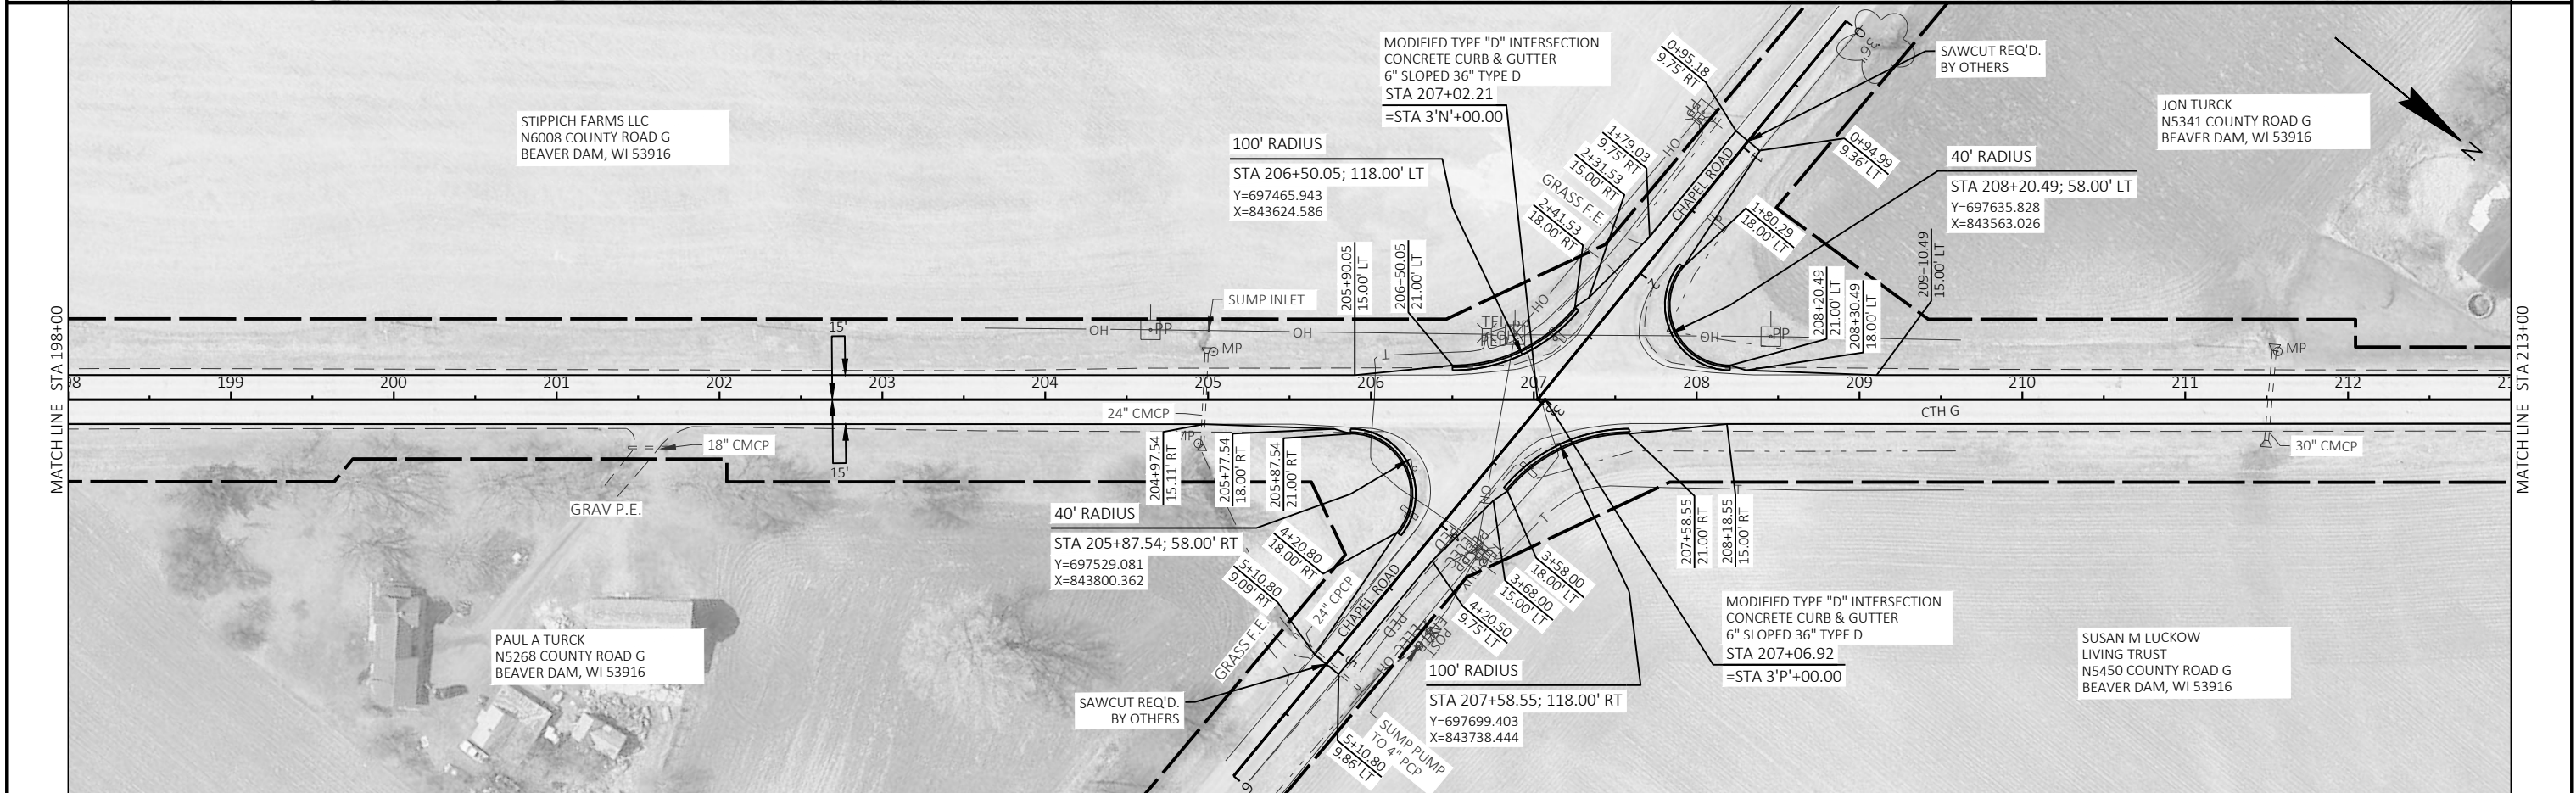 MODIFIED TYPE "D" INTERSECTION
CONCRETE CURB & GUTTER
6" SLOPED 36" TYPE D
STA 207+02.21
=STA 3'N'+00.00
SAWCUT REQ'D.
BY OTHERS
STIPPICH FARMS LLC
N6008 COUNTY ROAD G
BEAVER DAM, WI 53916
JON TURCK
N5341 COUNTY ROAD G
BEAVER DAM, WI 53916
N
100' RADIUS
STA 206+50.05; 118.00' LT
Y=697465.943
X=843624.586
40' RADIUS
STA 208+20.49; 58.00' LT
Y=697635.828
X=843563.026
0+95.18
9.75' RT
0+94.99
9.36' LT
1+79.03
9.75' RT
2+31.53
15.00' RT
GRASS F.E.
2+41.53
18.00' RT
1+80.29
18.00' LT
CHAPEL ROAD
HO
HO
1
2
205+90.05
15.00' LT
206+50.05
21.00' LT
208+20.49
21.00' LT
208+30.49
18.00' LT
209+10.49
15.00' LT
SUMP INLET
OH
PP
OH
OH
PP
MP
MP
T
15'
MATCH LINE STA 198+00
98
199
200
201
202
203
204
205
206
207
208
209
210
211
212
MATCH LINE STA 213+00
CTH G
24" CMCP
18" CMCP
30" CMCP
15'
GRAV P.E.
204+97.54
15.11' RT
205+77.54
18.00' RT
205+87.54
21.00' RT
207+58.55
21.00' RT
208+18.55
15.00' RT
40' RADIUS
STA 205+87.54; 58.00' RT
Y=697529.081
X=843800.362
4+20.80
18.00' RT
5+10.80
9.09' RT
24" CPCP
CHAPEL ROAD
GRASS F.E.
HO
HO
T
3+58.00
18.00' LT
3+68.00
15.00' LT
4+20.50
9.75' LT
MODIFIED TYPE "D" INTERSECTION
CONCRETE CURB & GUTTER
6" SLOPED 36" TYPE D
STA 207+06.92
=STA 3'P'+00.00
PAUL A TURCK
N5268 COUNTY ROAD G
BEAVER DAM, WI 53916
SUSAN M LUCKOW
LIVING TRUST
N5450 COUNTY ROAD G
BEAVER DAM, WI 53916
100' RADIUS
STA 207+58.55; 118.00' RT
Y=697699.403
X=843738.444
SAWCUT REQ'D.
BY OTHERS
5
5+10.80
9.86' LT
SUMP PUMP
TO 4" PCP
6